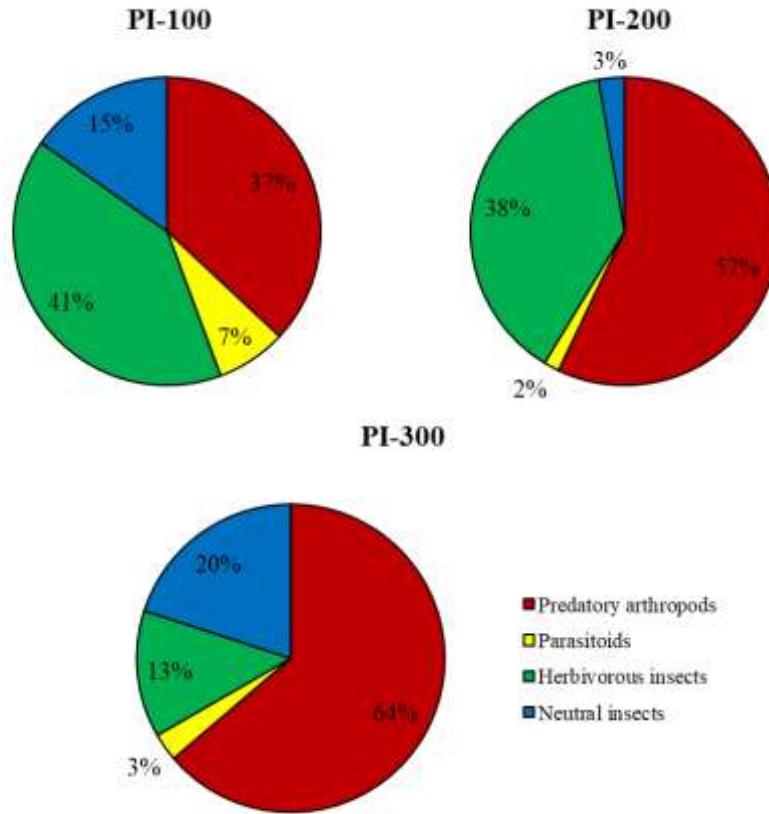 PI-100
PI-200
3%
15%
37%
38%
57%
41%
7%
2%
PI-300
20%
13%
64%
3%
Predatory arthropods
Parasitoids
Herbivorous insects
Neutral insects